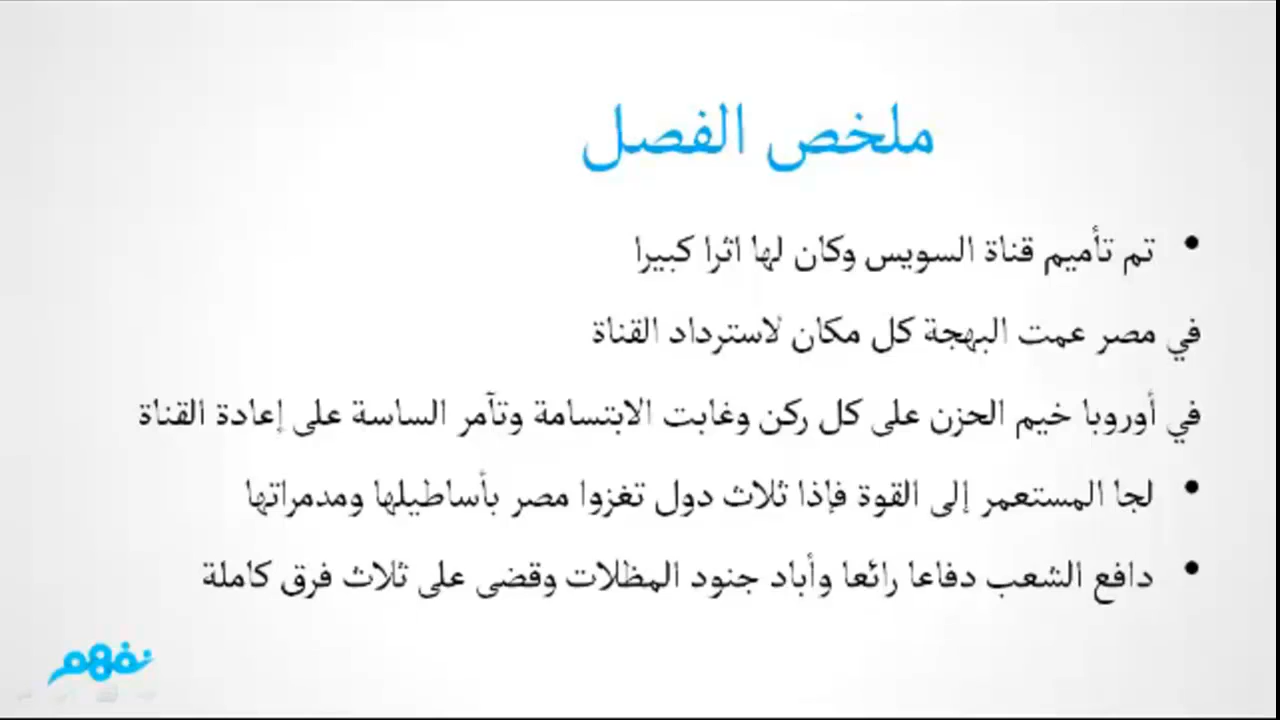 ملخص الفصل
• تم تأميم قناة السويس وكان لها اثرا كبيرا
في مصر عمت البهجة كل مكان لاسترداد القناة
في أوروبا خيم الحزن على كل ركن وغابت الابتسامة وتآمر الساسة على إعادة القناة
• لجا المستعمر إلى القوة فإذا ثلاث دول تغزوا مصر بأساطيلها ومدمراتها
• دافع الشعب دفاعا رائعا وأباد جنود المظلات وقضى على ثلاث فرق كاملة
نفهم